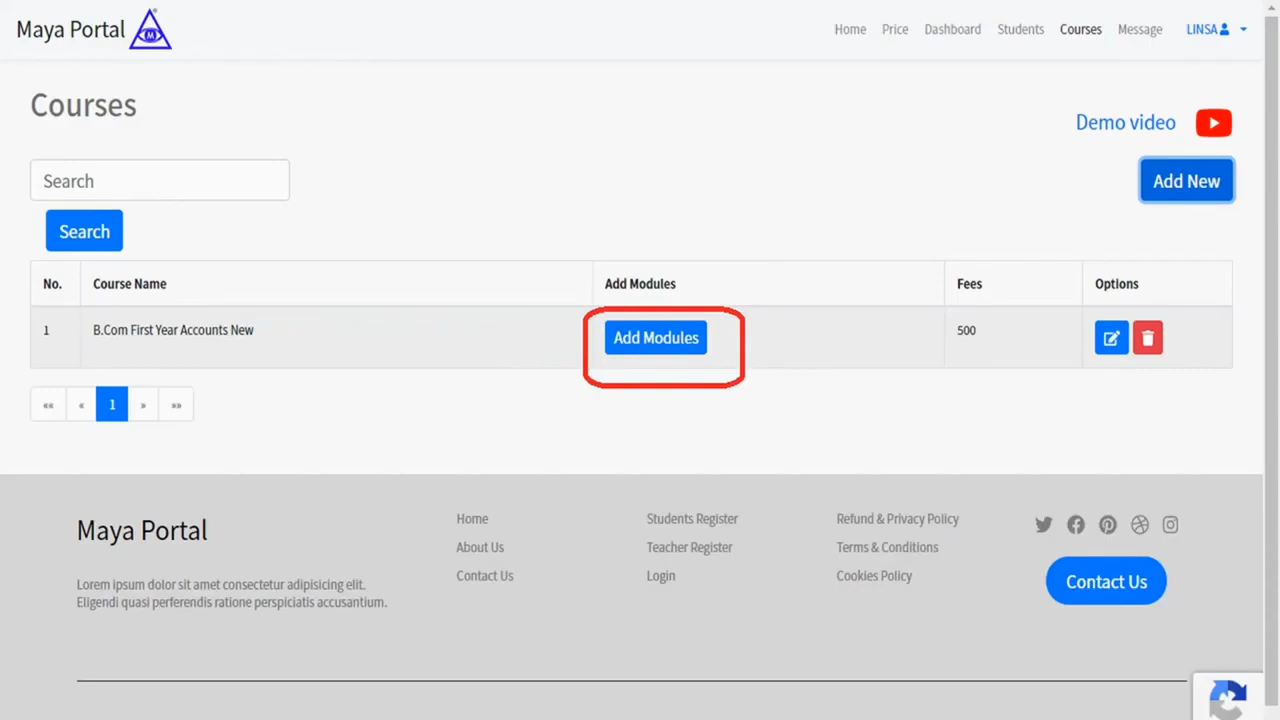 Maya Portal
Home Price Dashboard Students Courses Message LINSA
Courses
Demo video
Search
Add New
Search
No. Course Name Add Modules Fees Options
1 B.Com First Year Accounts New Add Modules 500
«« « 1 » »»
Maya Portal
Lorem ipsum dolor sit amet consectetur adipisicing elit.
Eligendi quasi perferendis ratione perspiciatis accusantium.
Home
About Us
Contact Us
Students Register
Teacher Register
Login
Refund & Privacy Policy
Terms & Conditions
Cookies Policy
Contact Us